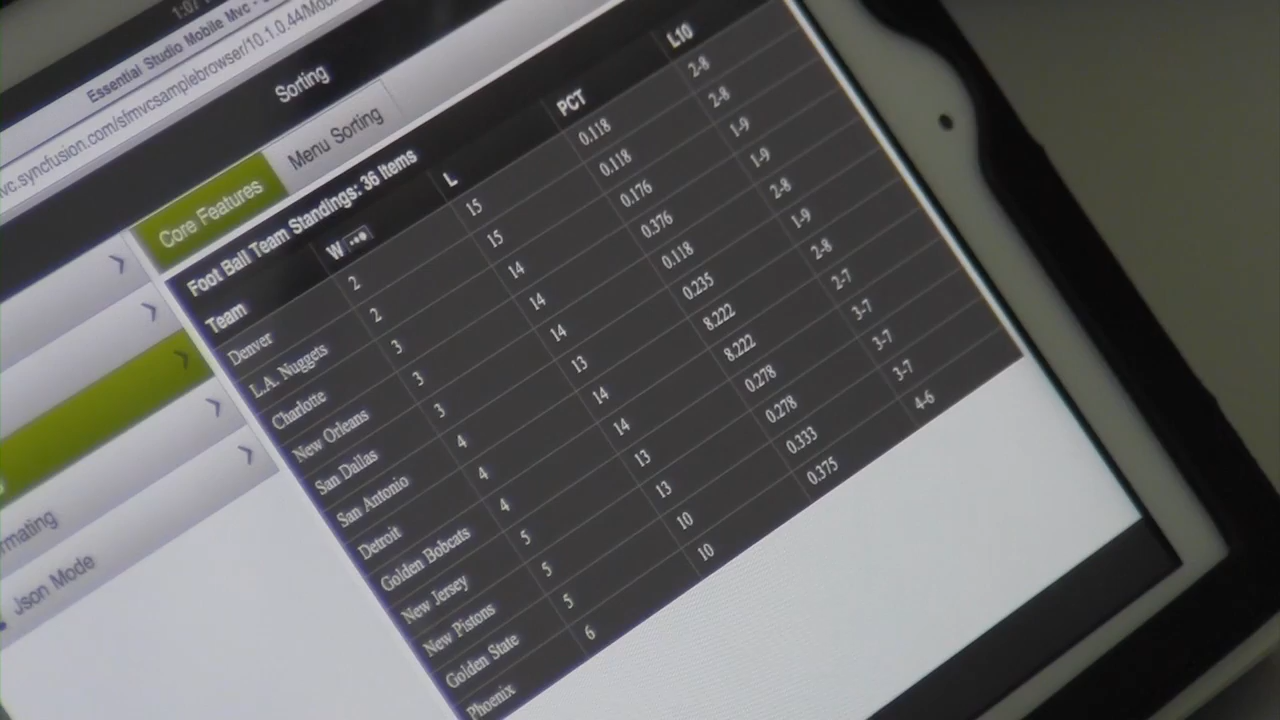 Essential Studio Mobile Mvc -
vc.syncfusion.com/slmvcsamplebrowser/10.1.0.44/Mobi
Sorting
Core Features Menu Sorting
Foot Ball Team Standings: 36 Items
Team W L PCT L10
Denver 2 15 0.118 2-8
L.A. Nuggets 2 15 0.118 2-8
Charlotte 3 14 0.176 1-9
New Orleans 3 14 0.376 1-9
San Dallas 3 14 0.118 2-8
San Antonio 4 13 0.235 1-9
Detroit 4 14 8.222 2-8
Golden Bobcats 4 14 8.222 2-7
New Jersey 5 13 0.278 3-7
New Pistons 5 13 0.278 3-7
Golden State 5 10 0.333 3-7
Phoenix 6 10 0.375 4-6
rmating
Json Mode